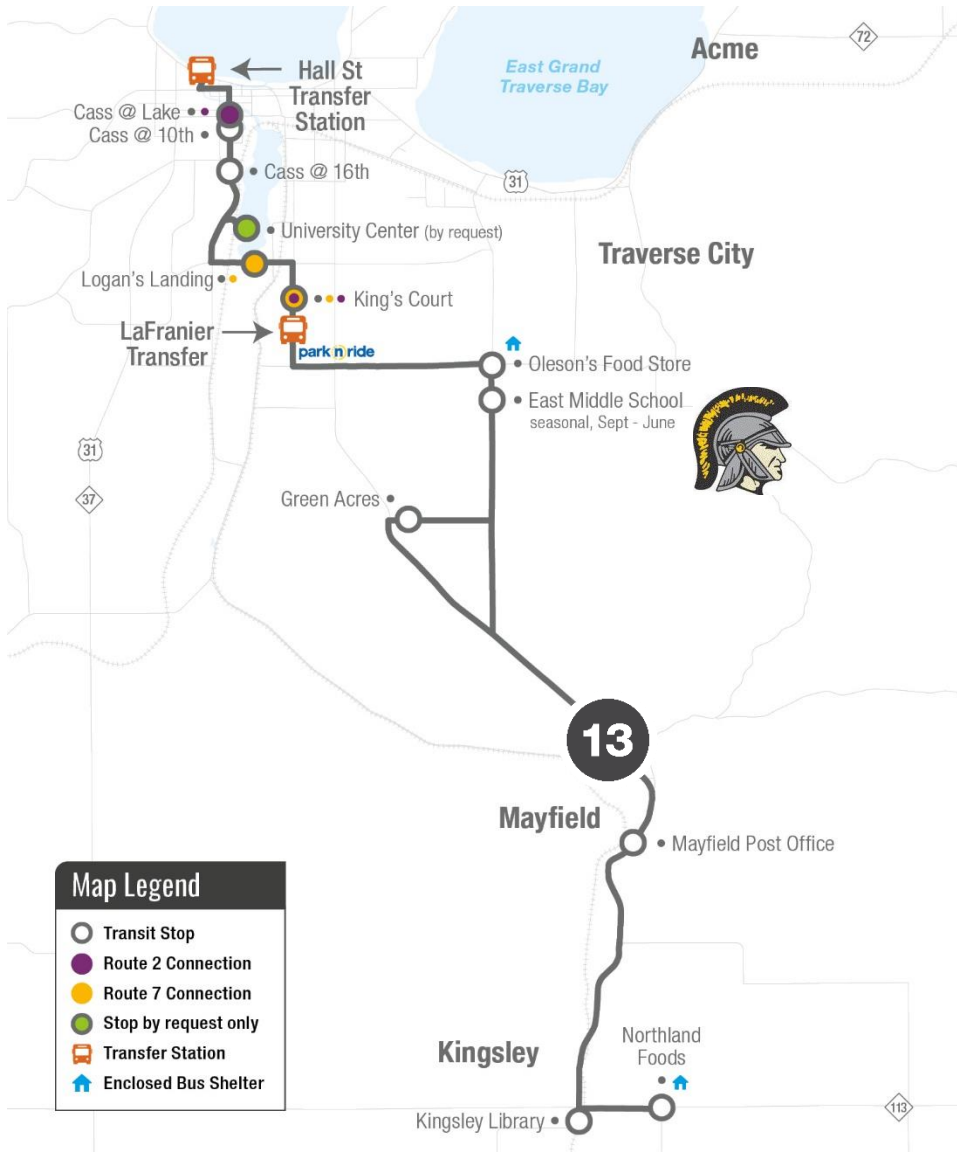 Acme
72
East Grand
Traverse Bay
Hall St
Transfer
Station
Cass @ Lake
Cass @ 10th
Cass @ 16th
31
University Center (by request)
Traverse City
Logan's Landing
King's Court
LaFranier
Transfer
park n ride
Oleson's Food Store
East Middle School
seasonal, Sept - June
31
37
Green Acres
13
Mayfield
Mayfield Post Office
Map Legend
Transit Stop
Route 2 Connection
Route 7 Connection
Stop by request only
Transfer Station
Enclosed Bus Shelter
Kingsley
Northland
Foods
Kingsley Library
113